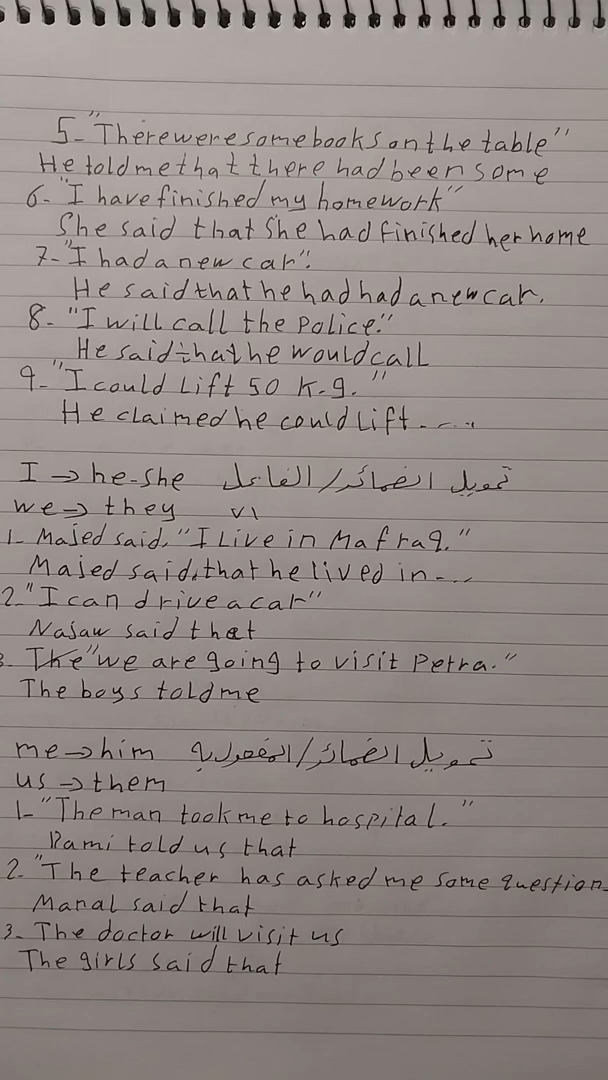 5- "There were some books on the table"
He told me that there had been some
6- "I have finished my homework"
She said that She had finished her home
7- "I had a new car".
He said that he had had a new car.
8- "I will call the Police."
He said that he would call
9- "I could Lift 50 K.g."
He claimed he could Lift.....
I → he-She تحويل الضمائر/الفاعل
we → they
1- Majed said, "I Live in Mafraq."
Majed said, that he lived in....
2- "I can drive a car"
Najaw said that
3- The "we are going to visit Petra."
The boys told me
me → him تحويل الضمائر/المفعول به
us → them
1- "The man took me to hospital."
Rami told us that
2- "The teacher has asked me some question
Manal said that
3- The doctor will visit us
The girls said that